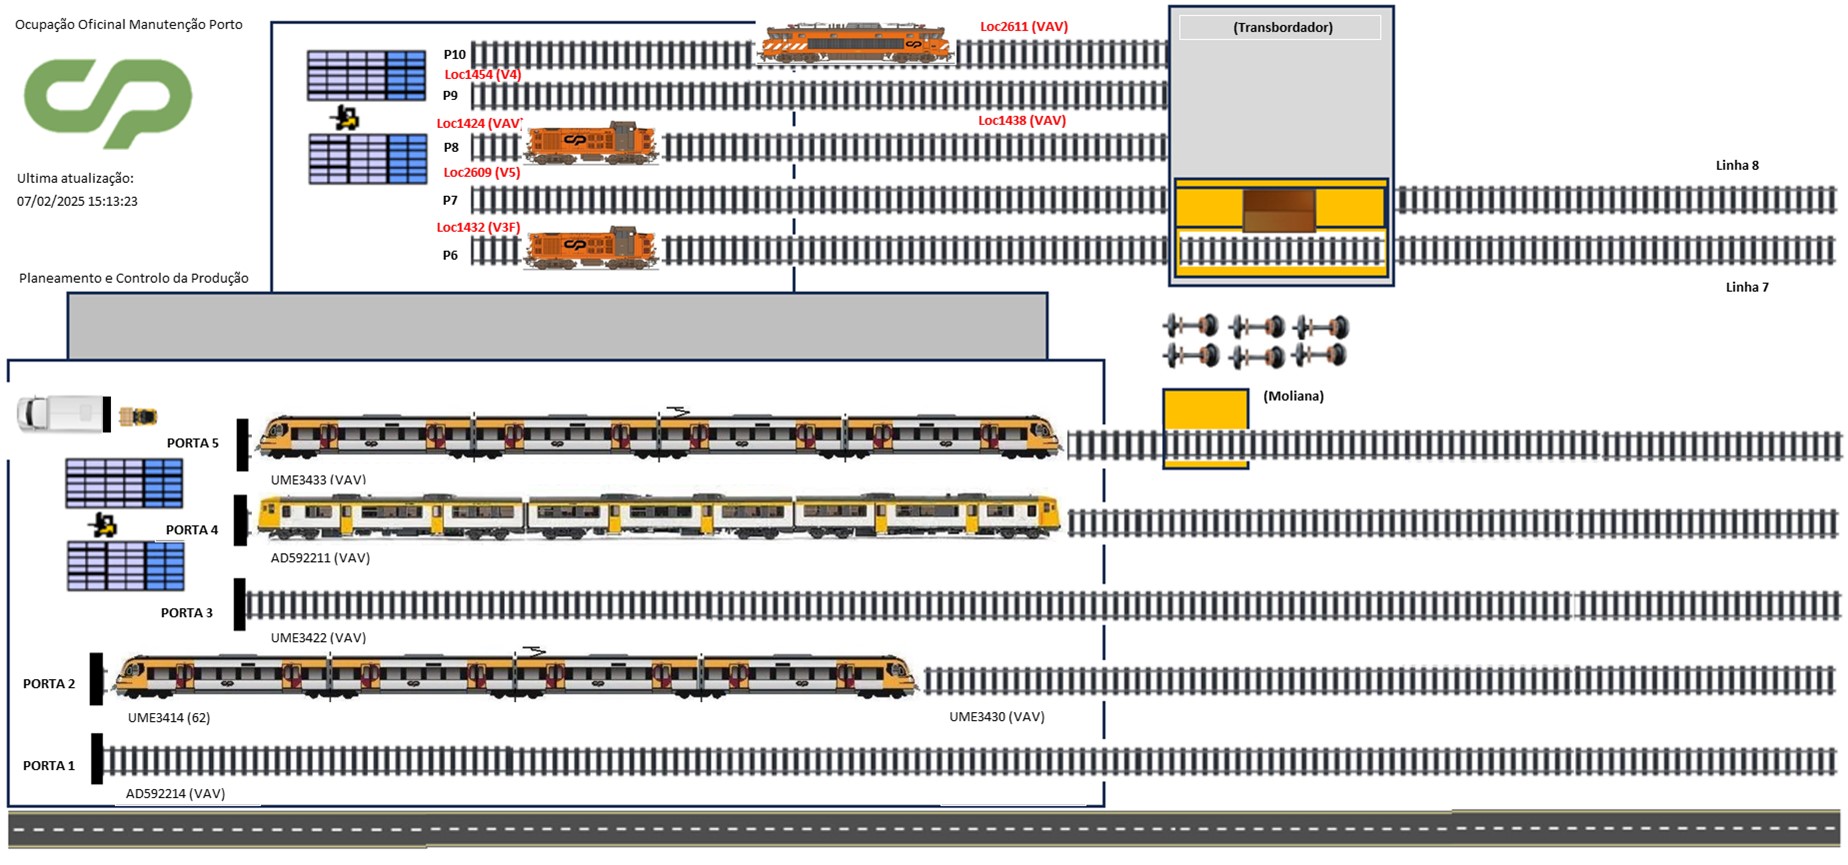 Ocupação Oficinal Manutenção Porto
Ultima atualização:
07/02/2025 15:13:23
Planeamento e Controlo da Produção
Loc2611 (VAV)
(Transbordador)
P10
Loc1454 (V4)
P9
Loc1424 (VAV)
Loc1438 (VAV)
P8
Loc2609 (V5)
P7
Linha 8
Loc1432 (V3F)
P6
Linha 7
(Moliana)
PORTA 5
UME3433 (VAV)
PORTA 4
AD592211 (VAV)
PORTA 3
UME3422 (VAV)
PORTA 2
UME3414 (62)
UME3430 (VAV)
PORTA 1
AD592214 (VAV)